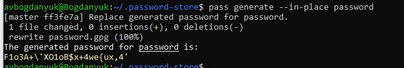 avbogdanyuk@Bogdanyuk:~/.password-store$ pass generate --in-place password
[master ff3fe7a] Replace generated password for password.
1 file changed, 0 insertions(+), 0 deletions(-)
rewrite password.gpg (100%)
The generated password for password is:
F1o3A+\'XO1oB$x+4we{ux,4'